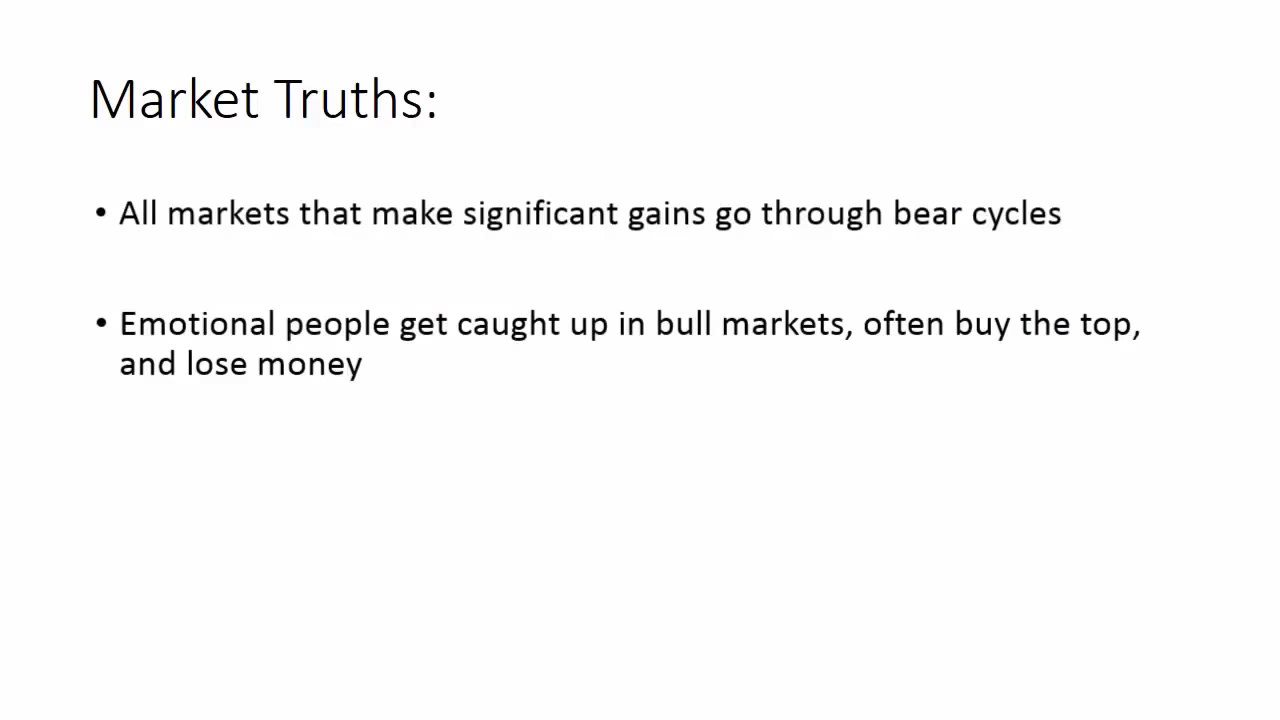 Market Truths:
• All markets that make significant gains go through bear cycles
• Emotional people get caught up in bull markets, often buy the top,
and lose money